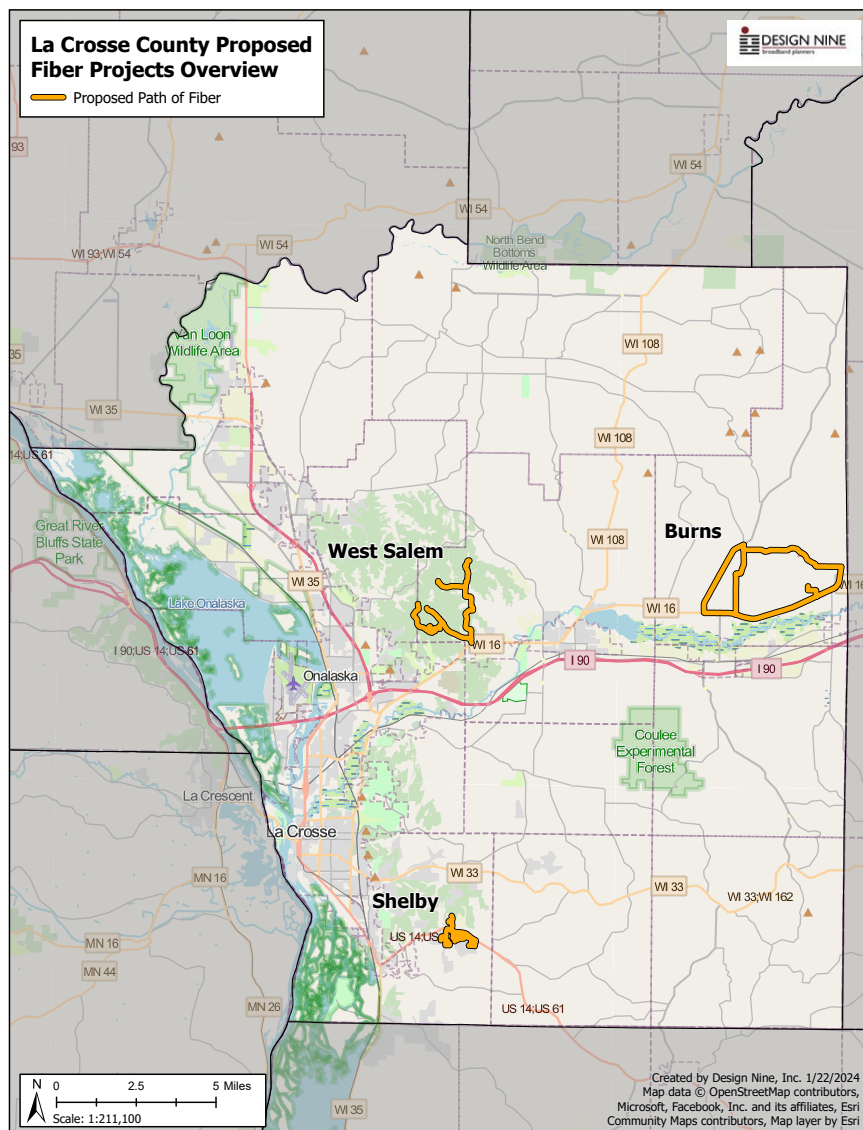 La Crosse County Proposed
Fiber Projects Overview
Proposed Path of Fiber
DESIGN NINE
broadband planners
WI 54
93
WI 54
WI 54
WI 93;WI 54
North Bend
Bottoms
Wildlife Area
Van Loon
Wildlife Area
WI 108
35
WI 35
WI 108
14;US 61
Great River
Bluffs State
Park
West Salem
Burns
WI 108
WI 35
WI 16
WI 16
Lake Onalaska
WI 16
I 90;US 14;US 61
Onalaska
I 90
I 90
Coulee
Experimental
Forest
La Crescent
La Crosse
MN 16
WI 33
WI 33
WI 33;WI 162
Shelby
US 14;US
MN 16
MN 44
MN 26
US 14;US 61
N
0 2.5 5 Miles
Scale: 1:211,100
WI 35
Created by Design Nine, Inc. 1/22/2024
Map data © OpenStreetMap contributors,
Microsoft, Facebook, Inc. and its affiliates, Esri
Community Maps contributors, Map layer by Esri